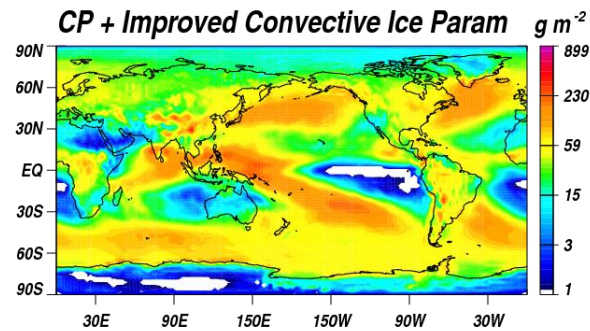 CP + Improved Convective Ice Param g m-2
90N
60N
30N
EQ
30S
60S
90S
899
230
59
15
3
1
30E 90E 150E 150W 90W 30W